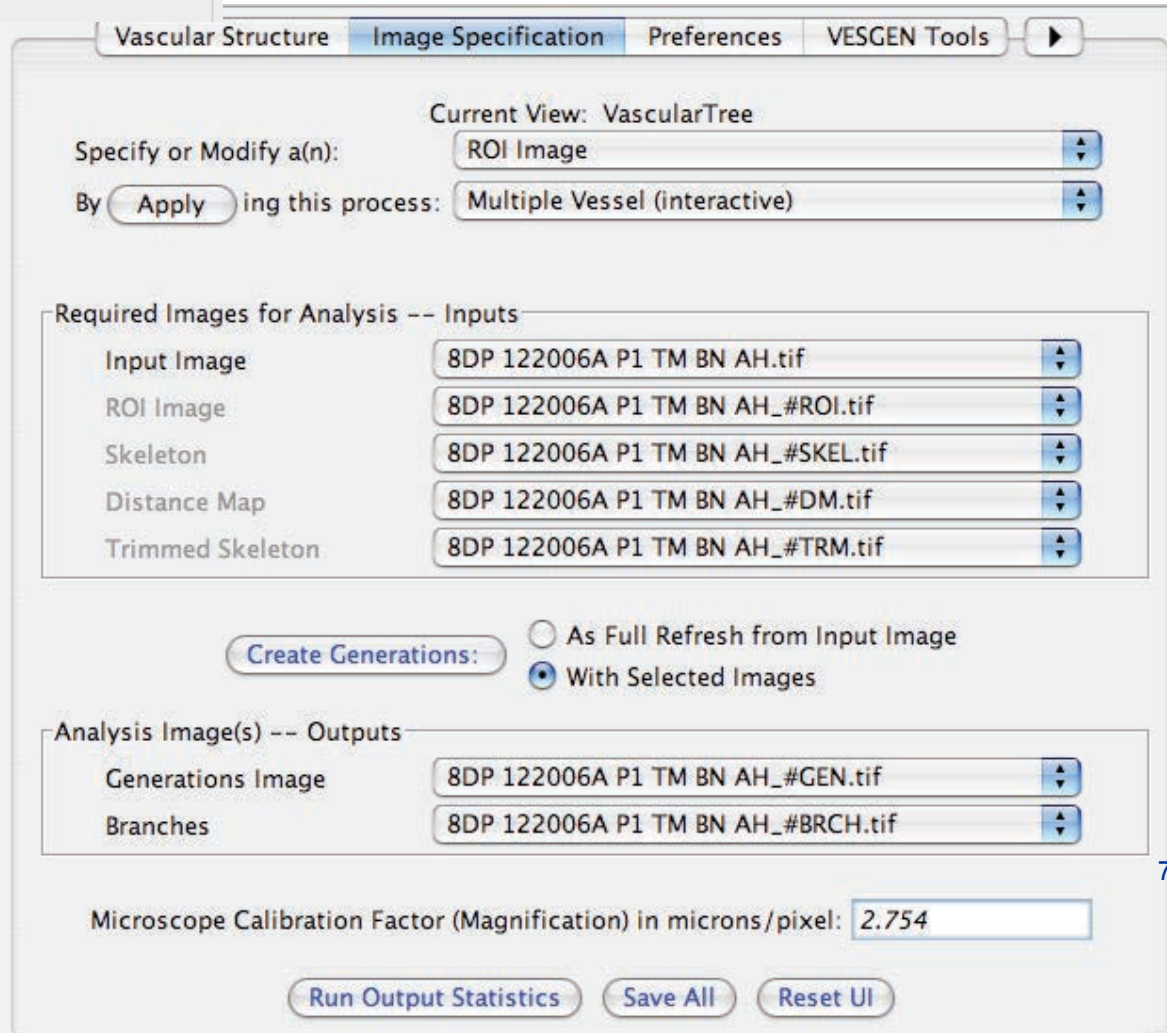 Vascular Structure Image Specification Preferences VESGEN Tools
Current View: VascularTree
Specify or Modify a(n): ROI Image
By Apply ing this process: Multiple Vessel (interactive)
Required Images for Analysis -- Inputs
Input Image 8DP 122006A P1 TM BN AH.tif
ROI Image 8DP 122006A P1 TM BN AH_#ROI.tif
Skeleton 8DP 122006A P1 TM BN AH_#SKEL.tif
Distance Map 8DP 122006A P1 TM BN AH_#DM.tif
Trimmed Skeleton 8DP 122006A P1 TM BN AH_#TRM.tif
Create Generations: As Full Refresh from Input Image
With Selected Images
Analysis Image(s) -- Outputs
Generations Image 8DP 122006A P1 TM BN AH_#GEN.tif
Branches 8DP 122006A P1 TM BN AH_#BRCH.tif
7
Microscope Calibration Factor (Magnification) in microns/pixel: 2.754
Run Output Statistics Save All Reset UI